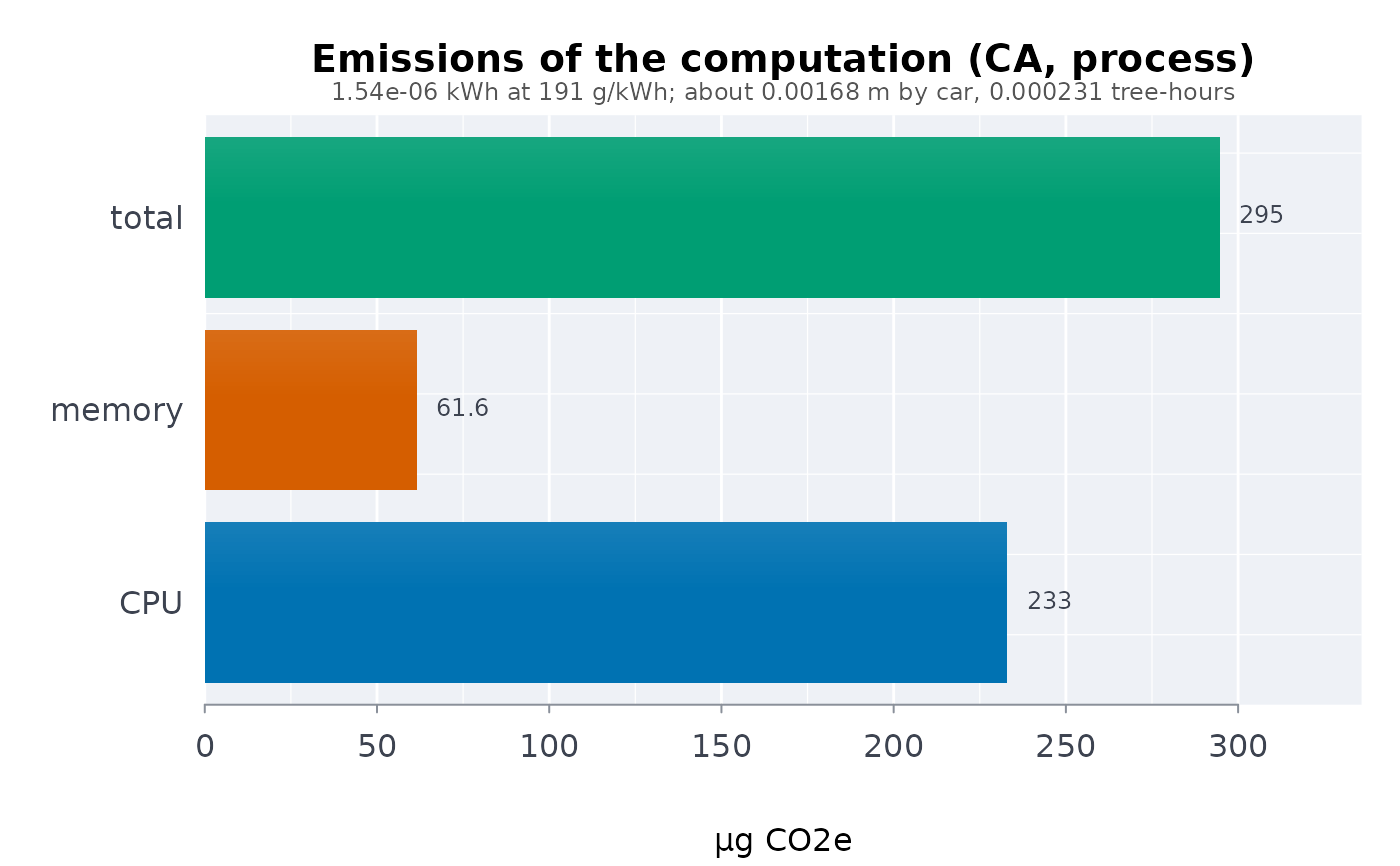 Emissions of the computation (CA, process)
1.54e-06 kWh at 191 g/kWh; about 0.00168 m by car, 0.000231 tree-hours
total
295
memory
61.6
CPU
233
0 50 100 150 200 250 300
µg CO2e